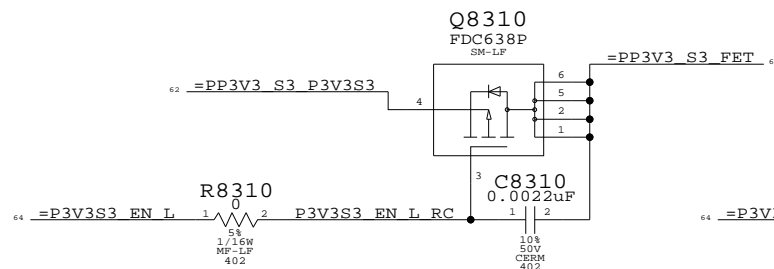 Q8310
FDC638P
SM-LF
=PP3V3_S3_FET
6
62
=PP3V3_S3_P3V3S3
4
6
5
2
1
3
R8310
0
C8310
0.0022uF
64
=P3V3S3_EN_L
1
2
P3V3S3_EN_L_RC
1
2
64
5%
1/16W
MF-LF
402
10%
50V
CERM
402